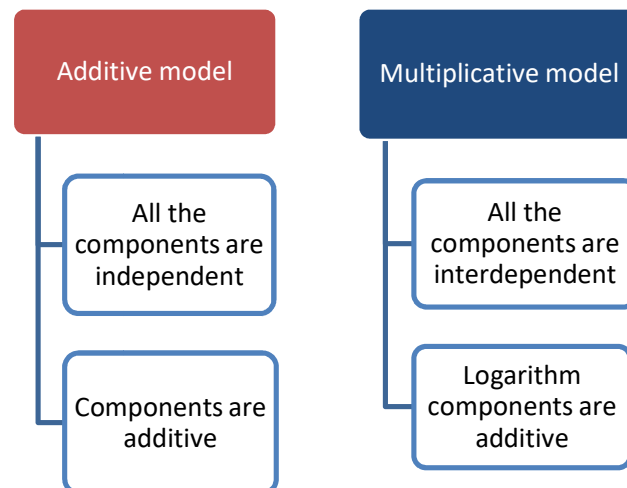 Additive model
All the
components are
independent
Components are
additive
Multiplicative model
All the
components are
interdependent
Logarithm
components are
additive